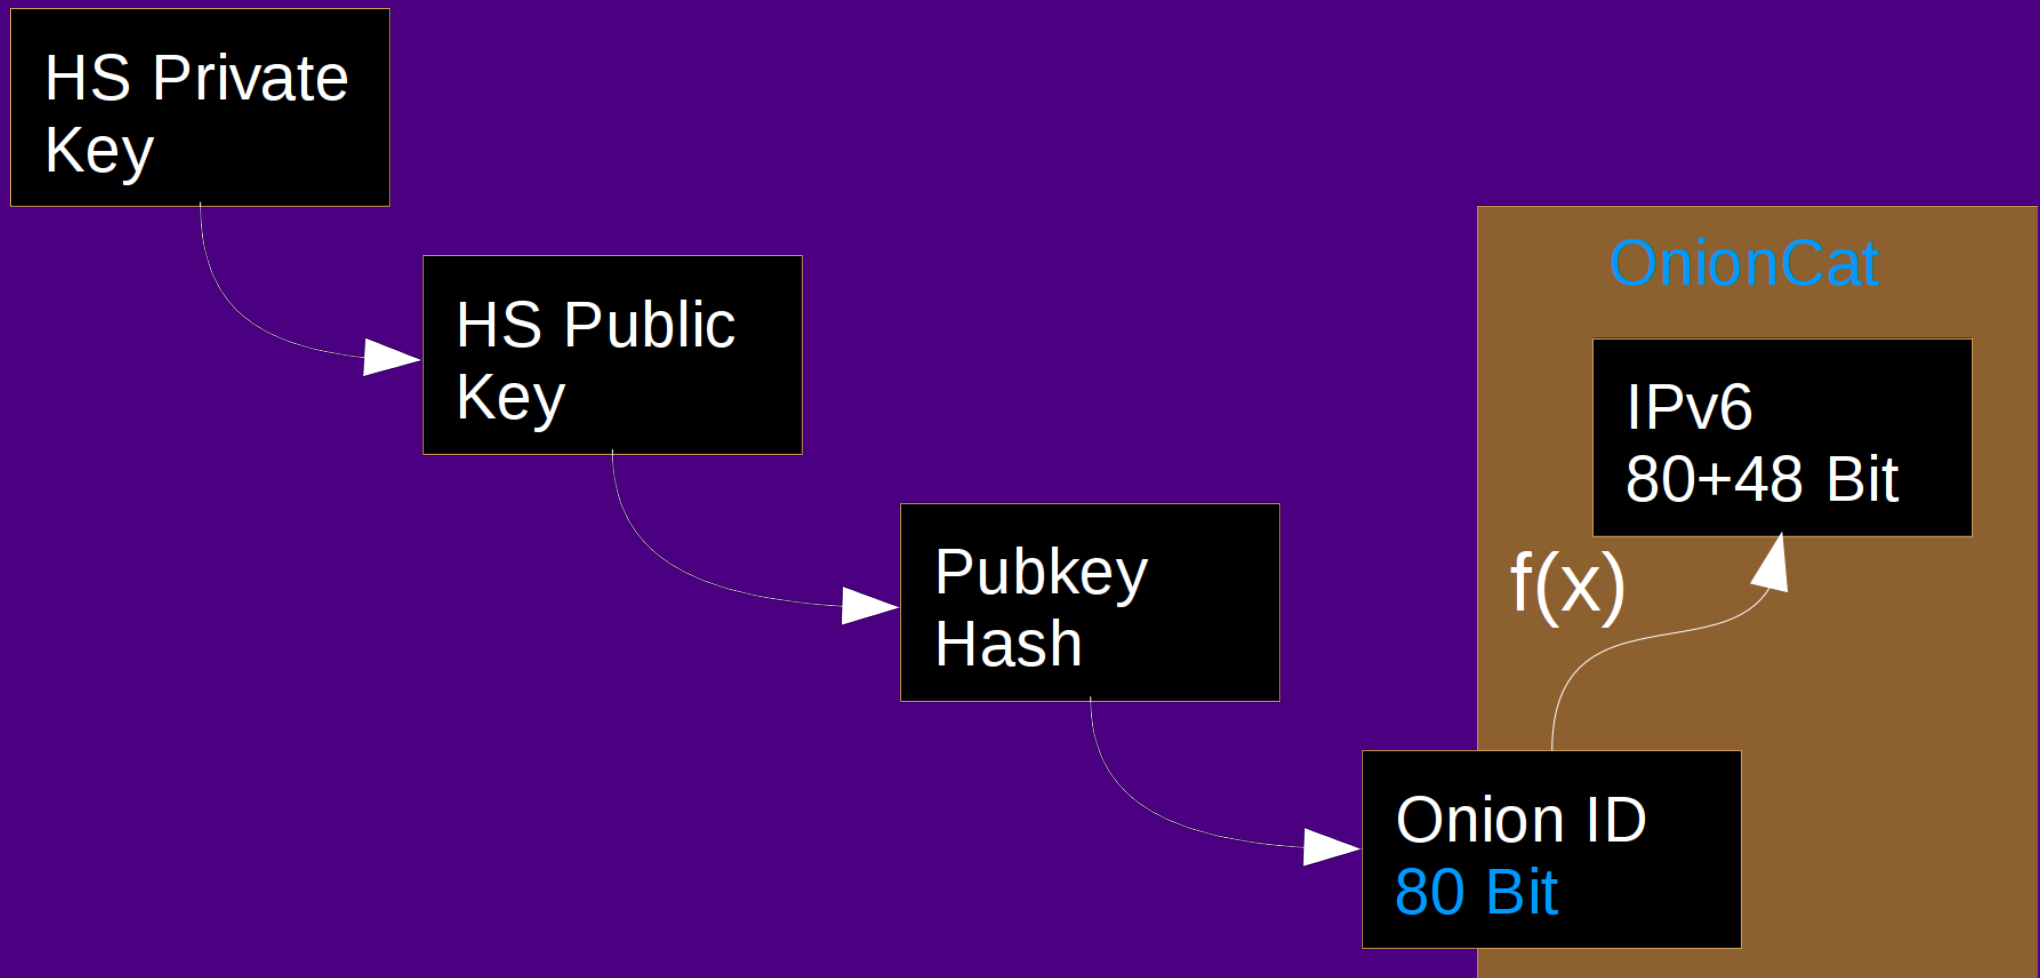 HS Private
Key
HS Public
Key
Pubkey
Hash
Onion ID
80 Bit
OnionCat
IPv6
80+48 Bit
f(x)